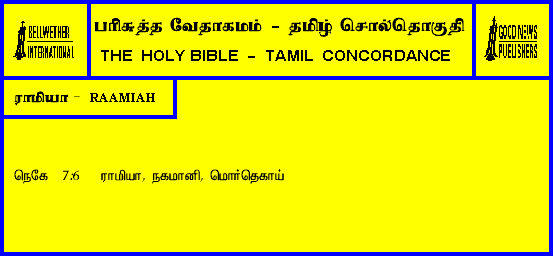 BELLWETHER
INTERNATIONAL
பரிசுத்த வேதாகமம் - தமிழ் சொல்தொகுதி
THE HOLY BIBLE - TAMIL CONCORDANCE
GOOD NEWS
PUBLISHERS
ராமியா - RAAMIAH
நெகே 7:6 ராமியா, நகமானி, மொர்தெகாய்